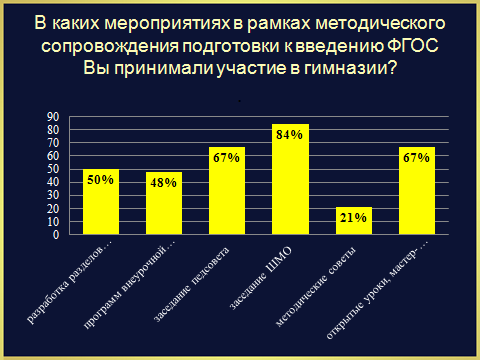 В каких мероприятиях в рамках методического
сопровождения подготовки к введению ФГОС
Вы принимали участие в гимназии?
90
80
70
60
50
40
30
20
10
0
50%
48%
67%
84%
21%
67%
разработка разделов…
программ внеурочной…
заседание педсовета
заседание ШМО
методические советы
открытые уроки, мастер-…